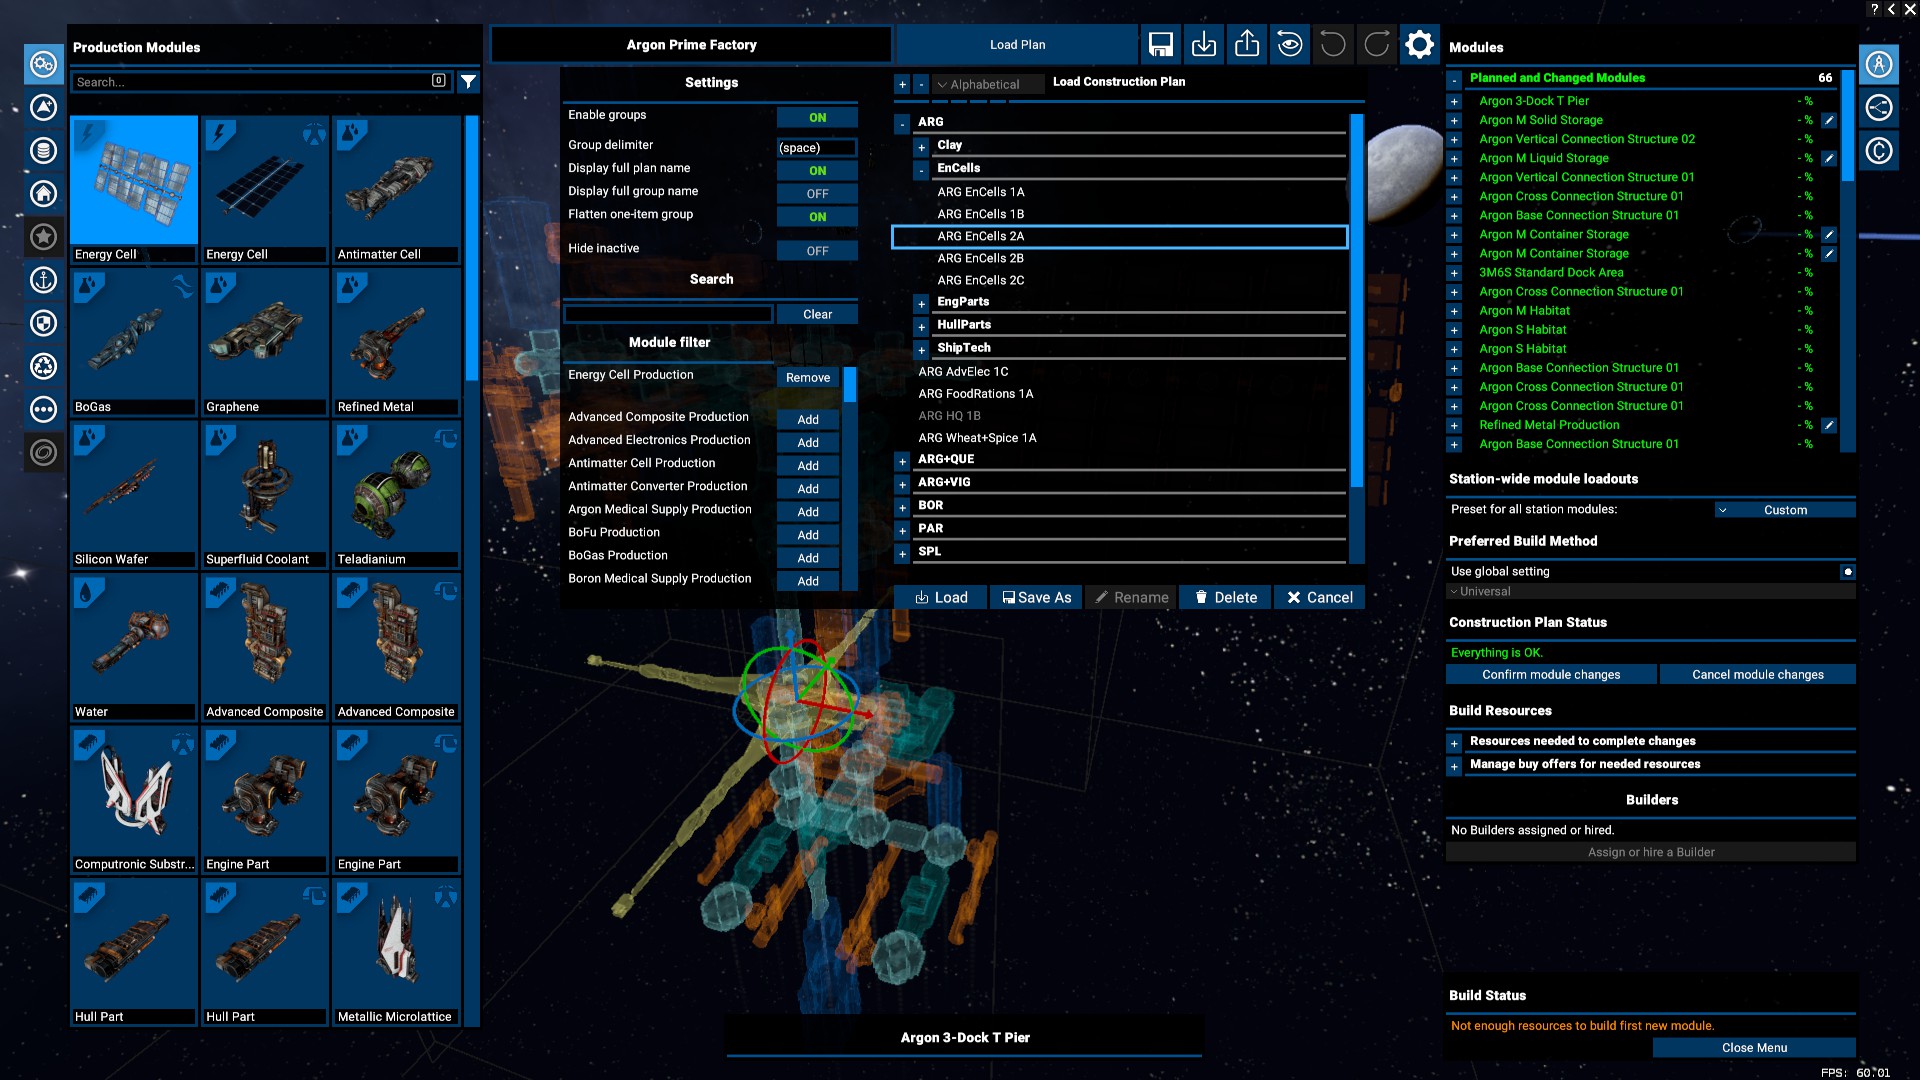 ? < X
Production Modules
Search...
0
Energy Cell
Energy Cell
Antimatter Cell
BoGas
Graphene
Refined Metal
Silicon Wafer
Superfluid Coolant
Teladianium
Water
Advanced Composite
Advanced Composite
Computronic Substr...
Engine Part
Engine Part
Hull Part
Hull Part
Metallic Microlattice
Argon Prime Factory
Load Plan
Settings
Enable groups ON
Group delimiter (space)
Display full plan name ON
Display full group name OFF
Flatten one-item group ON
Hide inactive OFF
Search
Clear
Module filter
Energy Cell Production Remove
Advanced Composite Production Add
Advanced Electronics Production Add
Antimatter Cell Production Add
Antimatter Converter Production Add
Argon Medical Supply Production Add
BoFu Production Add
BoGas Production Add
Boron Medical Supply Production Add
+ - Alphabetical Load Construction Plan
- ARG
+ Clay
- EnCells
ARG EnCells 1A
ARG EnCells 1B
ARG EnCells 2A
ARG EnCells 2B
ARG EnCells 2C
+ EngParts
+ HullParts
+ ShipTech
ARG AdvElec 1C
ARG FoodRations 1A
ARG HQ 1B
ARG Wheat+Spice 1A
+ ARG+QUE
+ ARG+VIG
+ BOR
+ PAR
+ SPL
Load Save As Rename Delete Cancel
Argon 3-Dock T Pier
Modules
- Planned and Changed Modules 66
+ Argon 3-Dock T Pier - %
+ Argon M Solid Storage - %
+ Argon Vertical Connection Structure 02 - %
+ Argon M Liquid Storage - %
+ Argon Vertical Connection Structure 01 - %
+ Argon Cross Connection Structure 01 - %
+ Argon Base Connection Structure 01 - %
+ Argon M Container Storage - %
+ Argon M Container Storage - %
+ 3M6S Standard Dock Area - %
+ Argon Cross Connection Structure 01 - %
+ Argon M Habitat - %
+ Argon S Habitat - %
+ Argon S Habitat - %
+ Argon Base Connection Structure 01 - %
+ Argon Cross Connection Structure 01 - %
+ Argon Cross Connection Structure 01 - %
+ Refined Metal Production - %
+ Argon Base Connection Structure 01 - %
Station-wide module loadouts
Preset for all station modules: Custom
Preferred Build Method
Use global setting
Universal
Construction Plan Status
Everything is OK.
Confirm module changes Cancel module changes
Build Resources
+ Resources needed to complete changes
+ Manage buy offers for needed resources
Builders
No Builders assigned or hired.
Assign or hire a Builder
Build Status
Not enough resources to build first new module.
Close Menu
FPS: 60.01